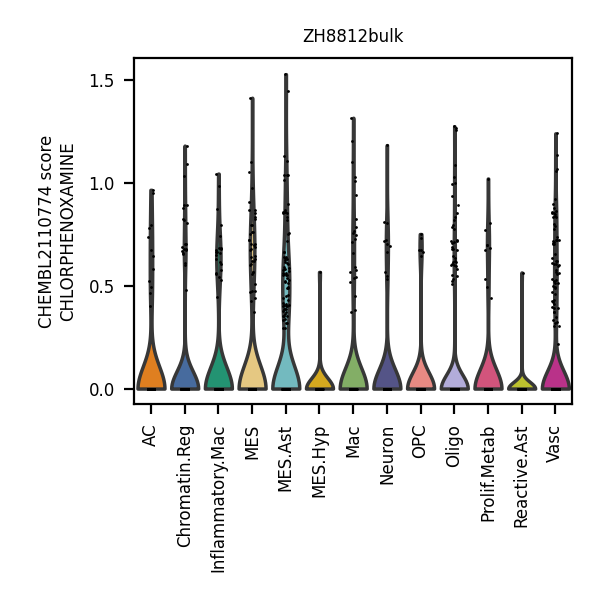 ZH8812bulk
CHEMBL2110774 score
CHLORPHENOXAMINE
1.5
1.0
0.5
0.0
AC
Chromatin.Reg
Inflammatory.Mac
MES
MES.Ast
MES.Hyp
Mac
Neuron
OPC
Oligo
Prolif.Metab
Reactive.Ast
Vasc